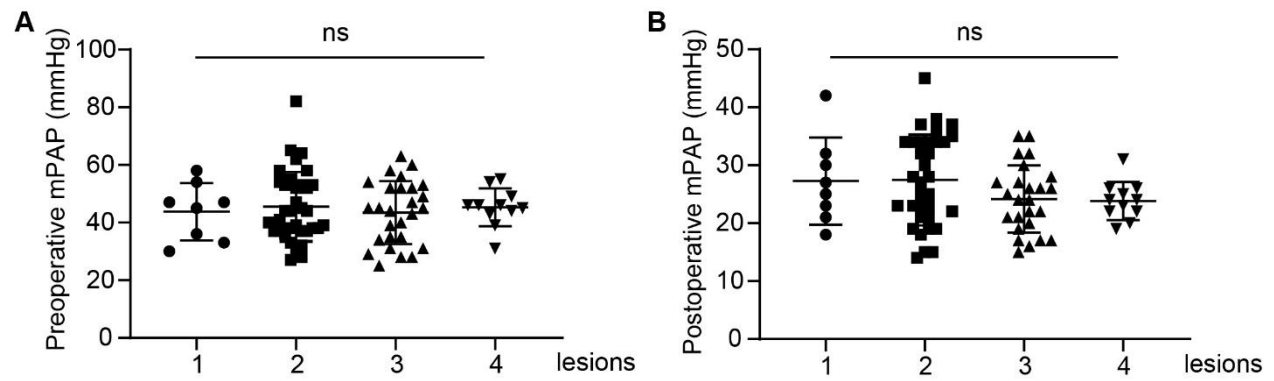 A
Preoperative mPAP (mmHg)
ns
100
80
60
40
20
0
1 2 3 4 lesions
B
Postoperative mPAP (mmHg)
ns
50
40
30
20
10
0
1 2 3 4 lesions